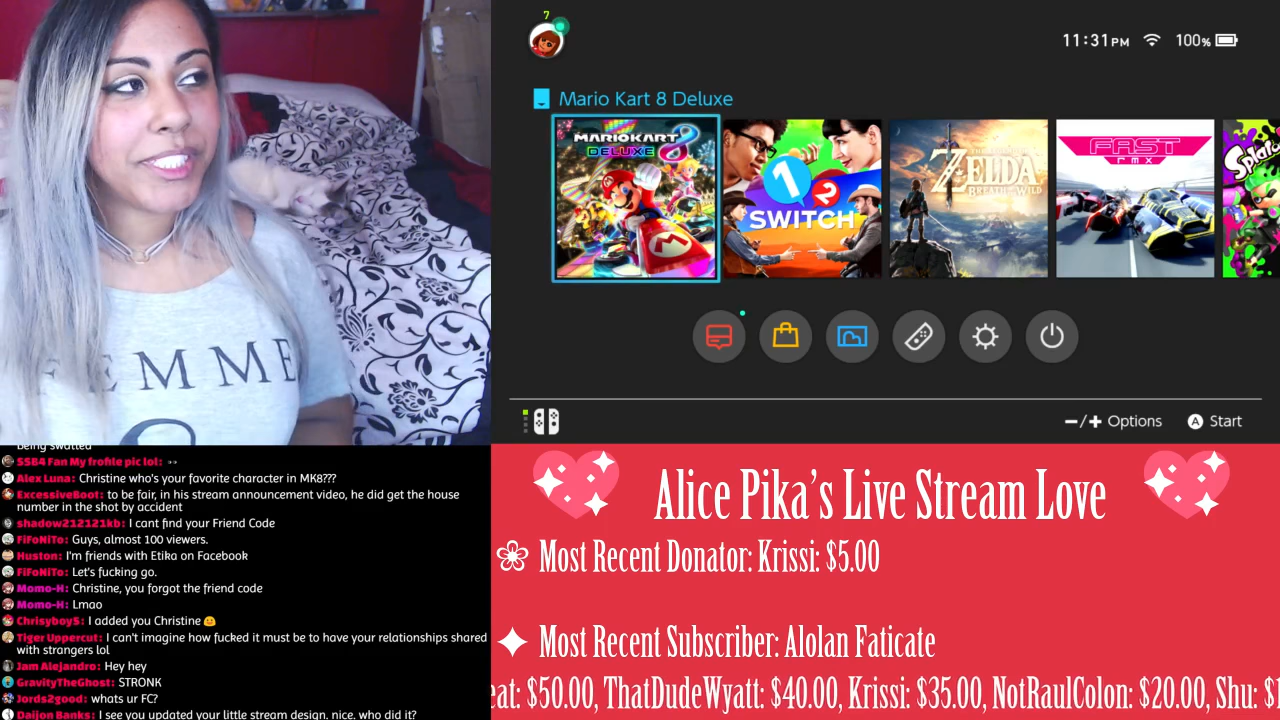 7
11:31PM
100%
Mario Kart 8 Deluxe
MARIOKART
8
DELUXE
1
2
SWITCH
ZELDA
BREATH OF THE WILD
FAST
rmx
EMME
−/+ Options
A Start
being swatted
SSB4 Fan My frofile pic lol:
Alex Luna: Christine who's your favorite character in MK8???
ExcessiveBoot: to be fair, in his stream announcement video, he did get the house
number in the shot by accident
shadow212121kb: I cant find your Friend Code
FiFoNiTo: Guys, almost 100 viewers.
Huston: I'm friends with Etika on Facebook
FiFoNiTo: Let's fucking go.
Momo-H: Christine, you forgot the friend code
Momo-H: Lmao
ChrisyboyS: I added you Christine
Tiger Uppercut: I can't imagine how fucked it must be to have your relationships shared
with strangers lol
Jam Alejandro: Hey hey
GravityTheGhost: STRONK
Jords2good: whats ur FC?
Daijon Banks: I see you updated your little stream design, nice, who did it?
Alice Pika's Live Stream Love
Most Recent Donator: Krissi: $5.00
Most Recent Subscriber: Alolan Faticate
eat: $50.00, ThatDudeWyatt: $40.00, Krissi: $35.00, NotRaulColon: $20.00, Shu: $1